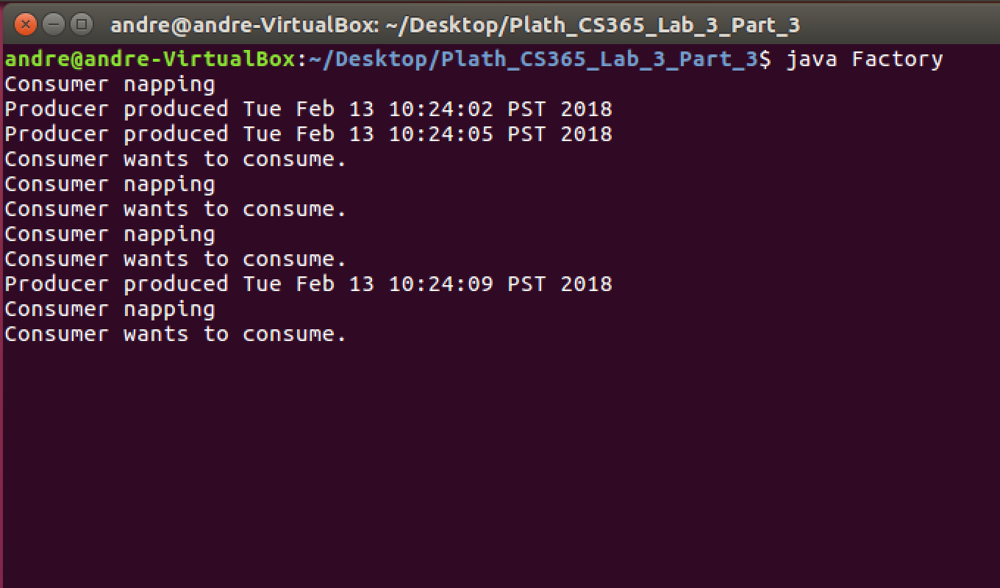 andre@andre-VirtualBox: ~/Desktop/Plath_CS365_Lab_3_Part_3
andre@andre-VirtualBox:~/Desktop/Plath_CS365_Lab_3_Part_3$ java Factory
Consumer napping
Producer produced Tue Feb 13 10:24:02 PST 2018
Producer produced Tue Feb 13 10:24:05 PST 2018
Consumer wants to consume.
Consumer napping
Consumer wants to consume.
Consumer napping
Consumer wants to consume.
Producer produced Tue Feb 13 10:24:09 PST 2018
Consumer napping
Consumer wants to consume.